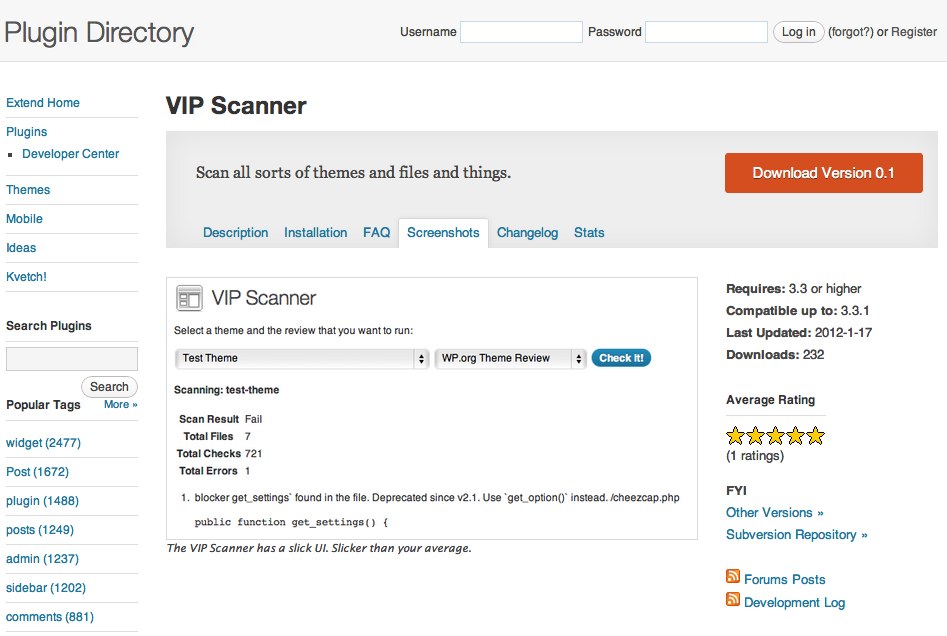 Plugin Directory
Username Password Log in (forgot?) or Register
Extend Home
Plugins
Developer Center
Themes
Mobile
Ideas
Kvetch!
Search Plugins
Search
Popular Tags More »
widget (2477)
Post (1672)
plugin (1488)
posts (1249)
admin (1237)
sidebar (1202)
comments (881)
VIP Scanner
Scan all sorts of themes and files and things.
Download Version 0.1
Description Installation FAQ Screenshots Changelog Stats
VIP Scanner
Select a theme and the review that you want to run:
Test Theme WP.org Theme Review Check It!
Scanning: test-theme
Scan Result Fail
Total Files 7
Total Checks 721
Total Errors 1
1. blocker get_settings` found in the file. Deprecated since v2.1. Use `get_option()` instead. /cheezcap.php
public function get_settings() {
The VIP Scanner has a slick UI. Slicker than your average.
Requires: 3.3 or higher
Compatible up to: 3.3.1
Last Updated: 2012-1-17
Downloads: 232
Average Rating
(1 ratings)
FYI
Other Versions »
Subversion Repository »
Forums Posts
Development Log